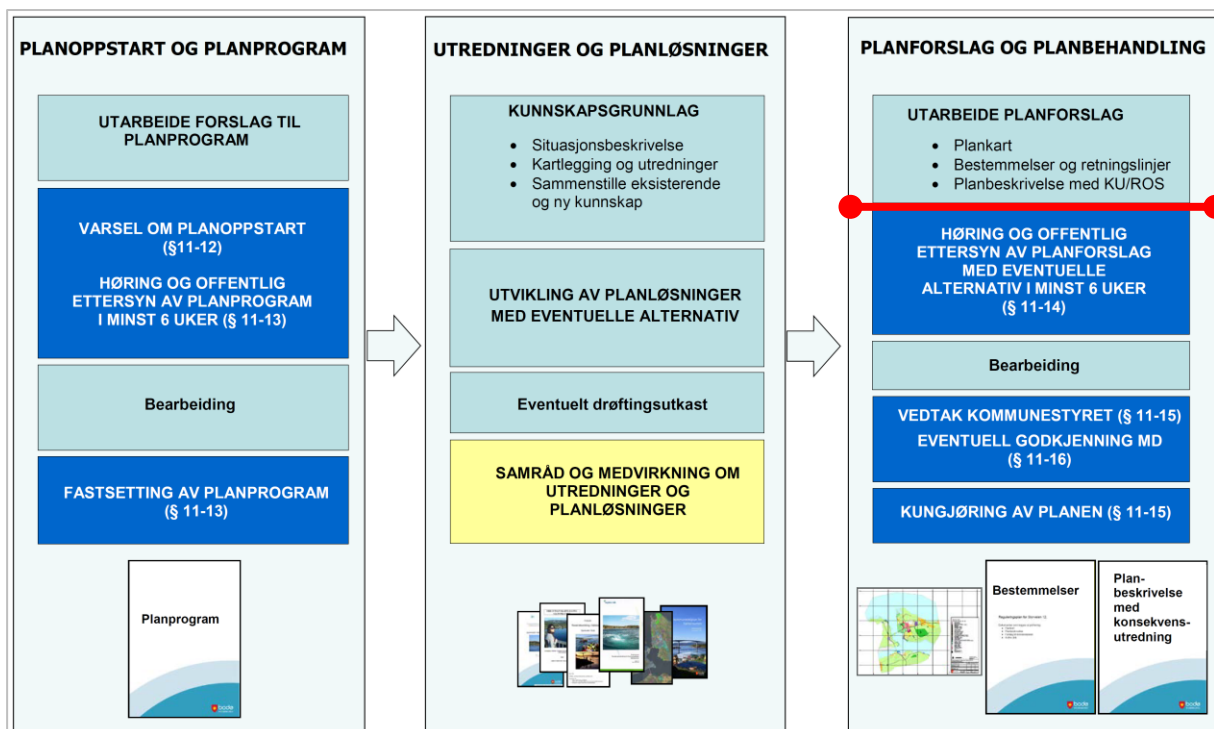 PLANOPPSTART OG PLANPROGRAM
UTARBEIDE FORSLAG TIL
PLANPROGRAM
VARSEL OM PLANOPPSTART
(§11-12)
HØRING OG OFFENTLIG
ETTERSYN AV PLANPROGRAM
I MINST 6 UKER (§ 11-13)
Bearbeiding
FASTSETTING AV PLANPROGRAM
(§ 11-13)
Planprogram
bodø
UTREDNINGER OG PLANLØSNINGER
KUNNSKAPSGRUNNLAG
• Situasjonsbeskrivelse
• Kartlegging og utredninger
• Sammenstille eksisterende
og ny kunnskap
UTVIKLING AV PLANLØSNINGER
MED EVENTUELLE ALTERNATIV
Eventuelt drøftingsutkast
SAMRÅD OG MEDVIRKNING OM
UTREDNINGER OG
PLANLØSNINGER
PLANFORSLAG OG PLANBEHANDLING
UTARBEIDE PLANFORSLAG
• Plankart
• Bestemmelser og retningslinjer
• Planbeskrivelse med KU/ROS
HØRING OG OFFENTLIG
ETTERSYN AV PLANFORSLAG
MED EVENTUELLE
ALTERNATIV I MINST 6 UKER
(§ 11-14)
Bearbeiding
VEDTAK KOMMUNESTYRET (§ 11-15)
EVENTUELL GODKJENNING MD
(§ 11-16)
KUNGJØRING AV PLANEN (§ 11-15)
Bestemmelser
bodø
Plan-
beskrivelse
med
konsekvens-
utredning
bodø